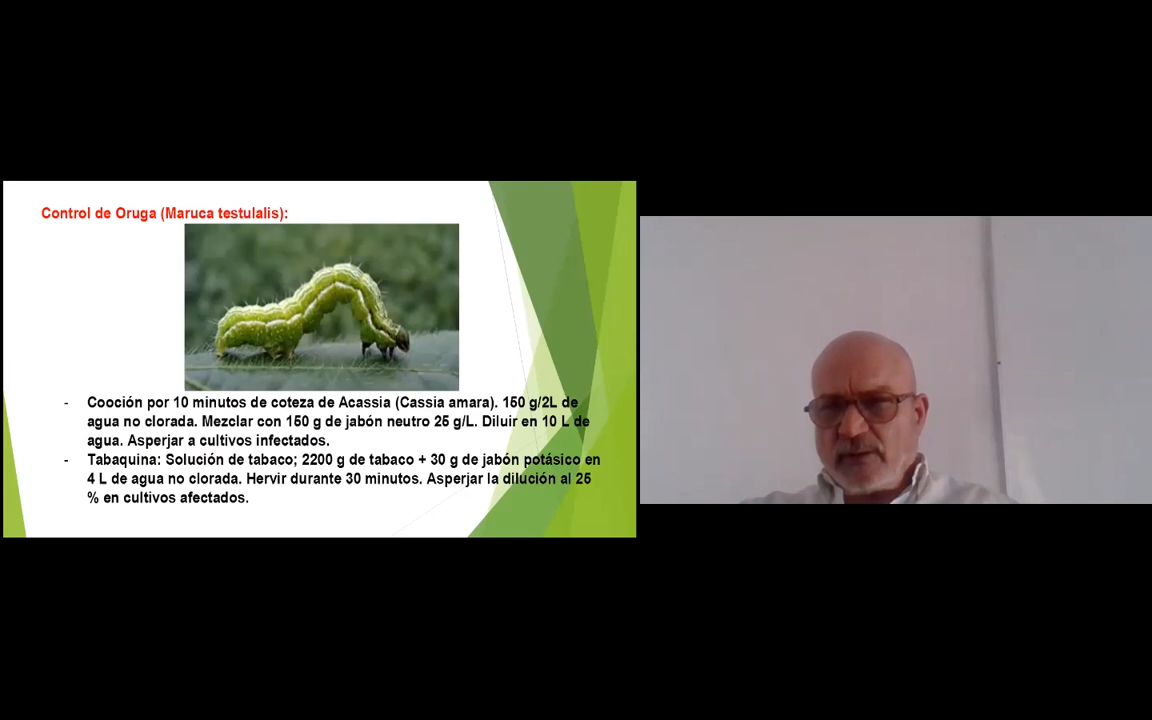 Control de Oruga (Maruca testulalis):
- Cooción por 10 minutos de coteza de Acassia (Cassia amara). 150 g/2L de
agua no clorada. Mezclar con 150 g de jabón neutro 25 g/L. Diluir en 10 L de
agua. Asperjar a cultivos infectados.
- Tabaquina: Solución de tabaco; 2200 g de tabaco + 30 g de jabón potásico en
4 L de agua no clorada. Hervir durante 30 minutos. Asperjar la dilución al 25
% en cultivos afectados.